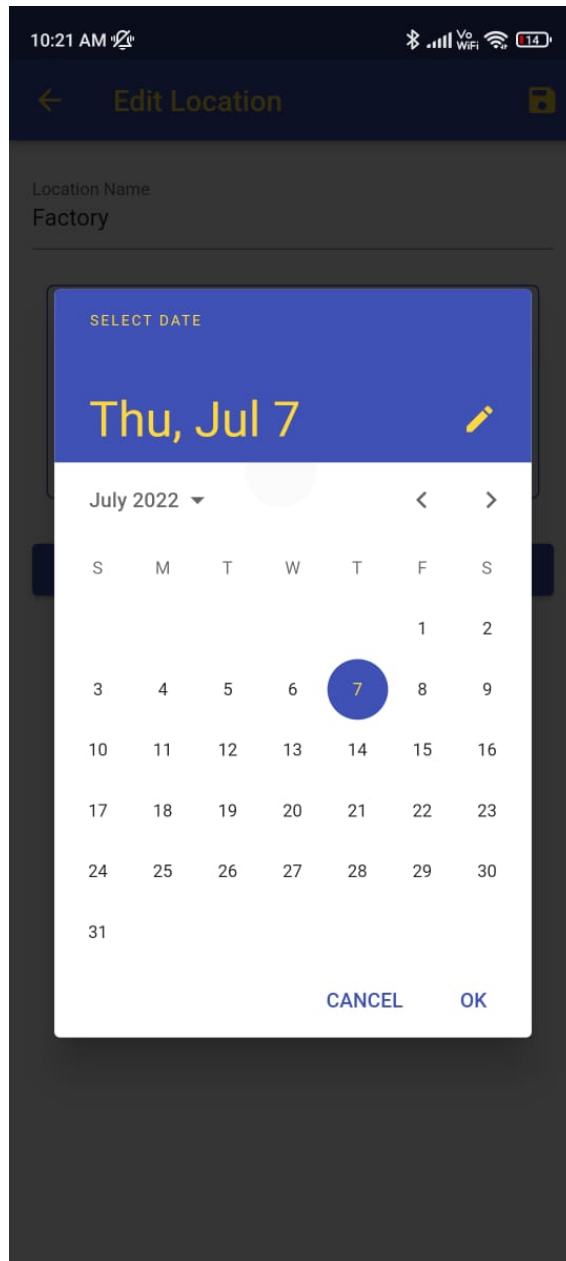 10:21 AM Vo WiFi 14
Edit Location
Location Name
Factory
SELECT DATE
Thu, Jul 7
July 2022
S M T W T F S
1 2
3 4 5 6 7 8 9
10 11 12 13 14 15 16
17 18 19 20 21 22 23
24 25 26 27 28 29 30
31
CANCEL OK